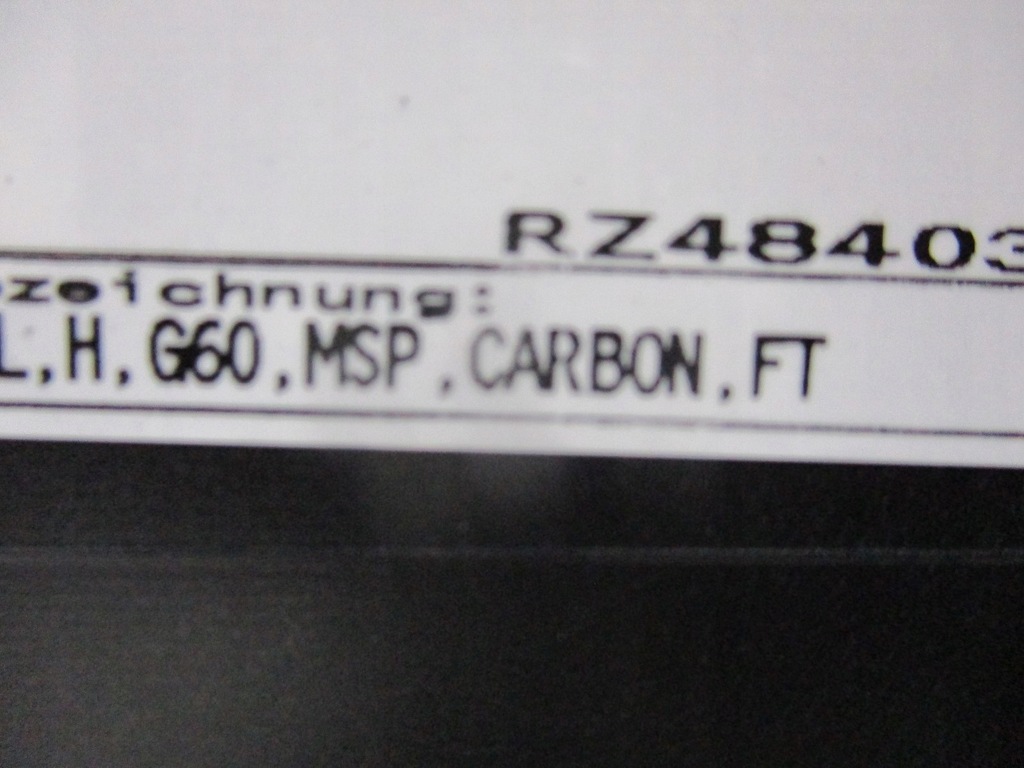 RZ48403
zeichnung:
L,H,G60,MSP,CARBON,FT